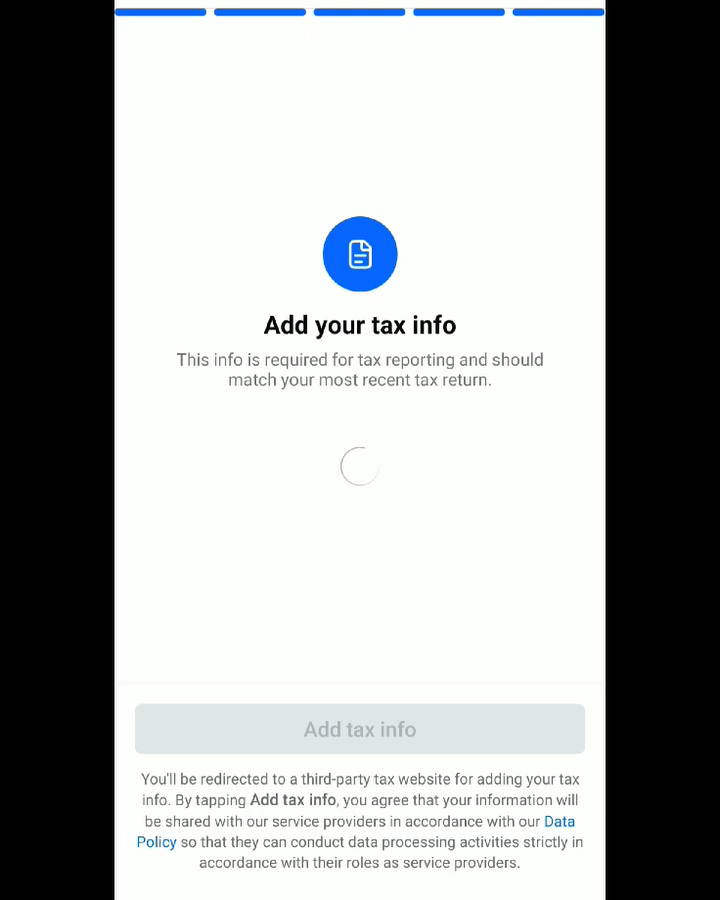 Add your tax info
This info is required for tax reporting and should
match your most recent tax return.
Add tax info
You'll be redirected to a third-party tax website for adding your tax
info. By tapping Add tax info, you agree that your information will
be shared with our service providers in accordance with our Data
Policy so that they can conduct data processing activities strictly in
accordance with their roles as service providers.